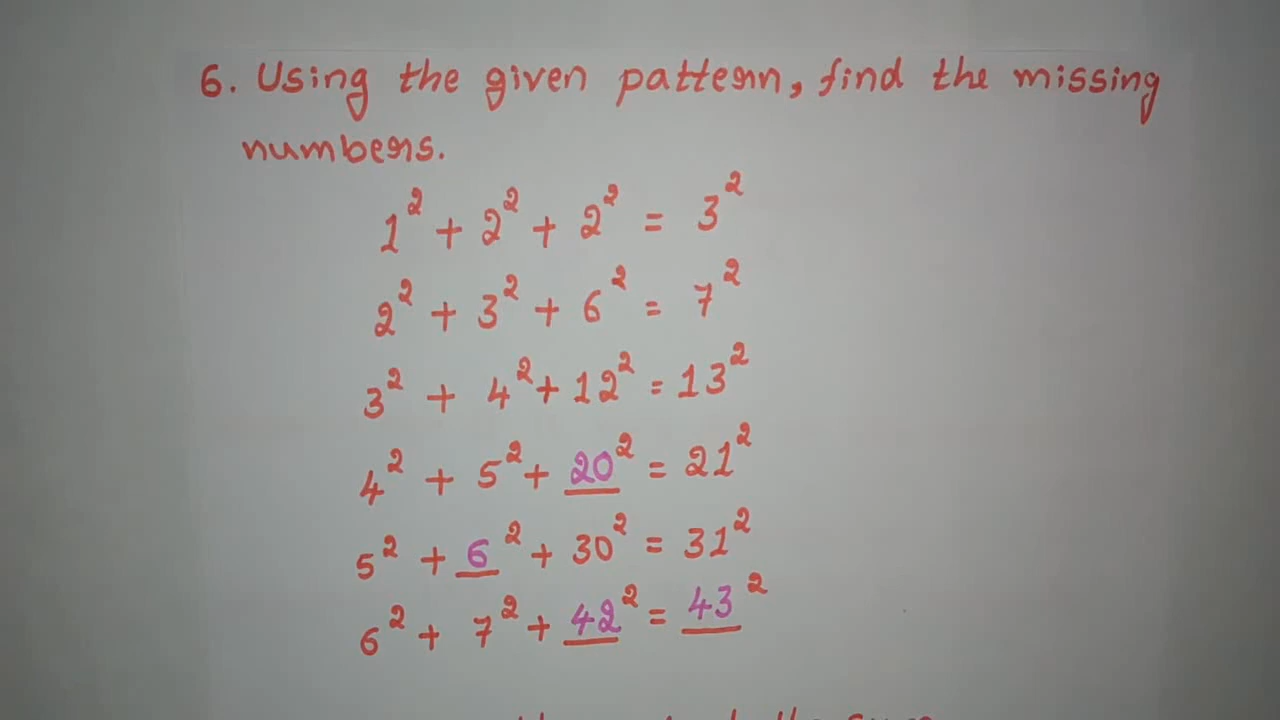 6. Using the given pattern, find the missing
numbers.
1² + 2² + 2² = 3²
2² + 3² + 6² = 7²
3² + 4² + 12² = 13²
4² + 5² + 20² = 21²
5² + 6² + 30² = 31²
6² + 7² + 42² = 43²